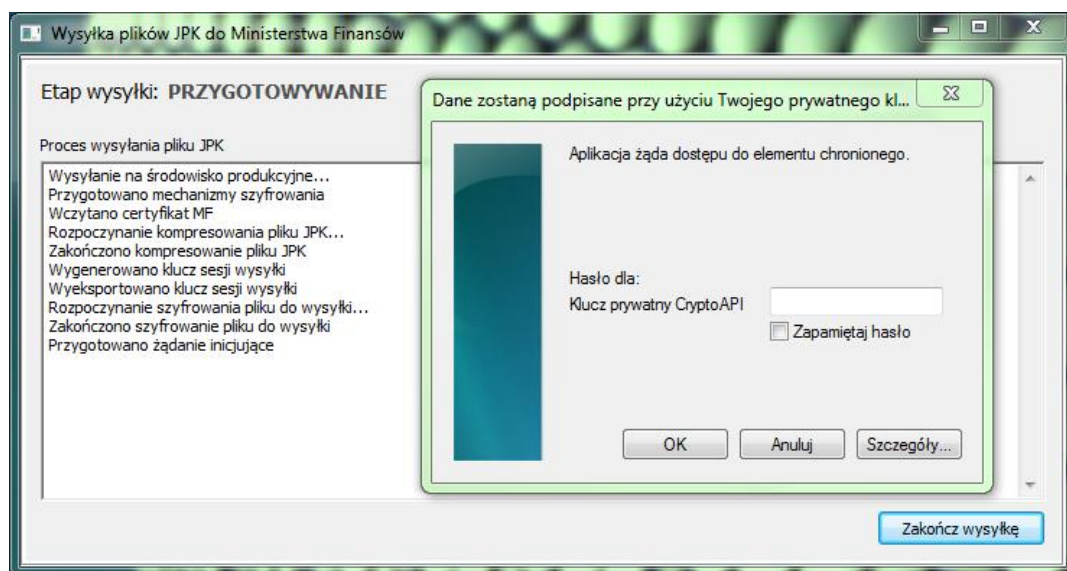 Wysyłka plików JPK do Ministerstwa Finansów
Etap wysyłki: PRZYGOTOWYWANIE
Proces wysyłania pliku JPK
Wysyłanie na środowisko produkcyjne...
Przygotowano mechanizmy szyfrowania
Wczytano certyfikat MF
Rozpoczynanie kompresowania pliku JPK...
Zakończono kompresowanie pliku JPK
Wygenerowano klucz sesji wysyłki
Wyeksportowano klucz sesji wysyłki
Rozpoczynanie szyfrowania pliku do wysyłki...
Zakończono szyfrowanie pliku do wysyłki
Przygotowano żądanie inicjujące
Dane zostaną podpisane przy użyciu Twojego prywatnego kl...
Aplikacja żąda dostępu do elementu chronionego.
Hasło dla:
Klucz prywatny CryptoAPI
Zapamiętaj hasło
OK Anuluj Szczegóły...
Zakończ wysyłkę